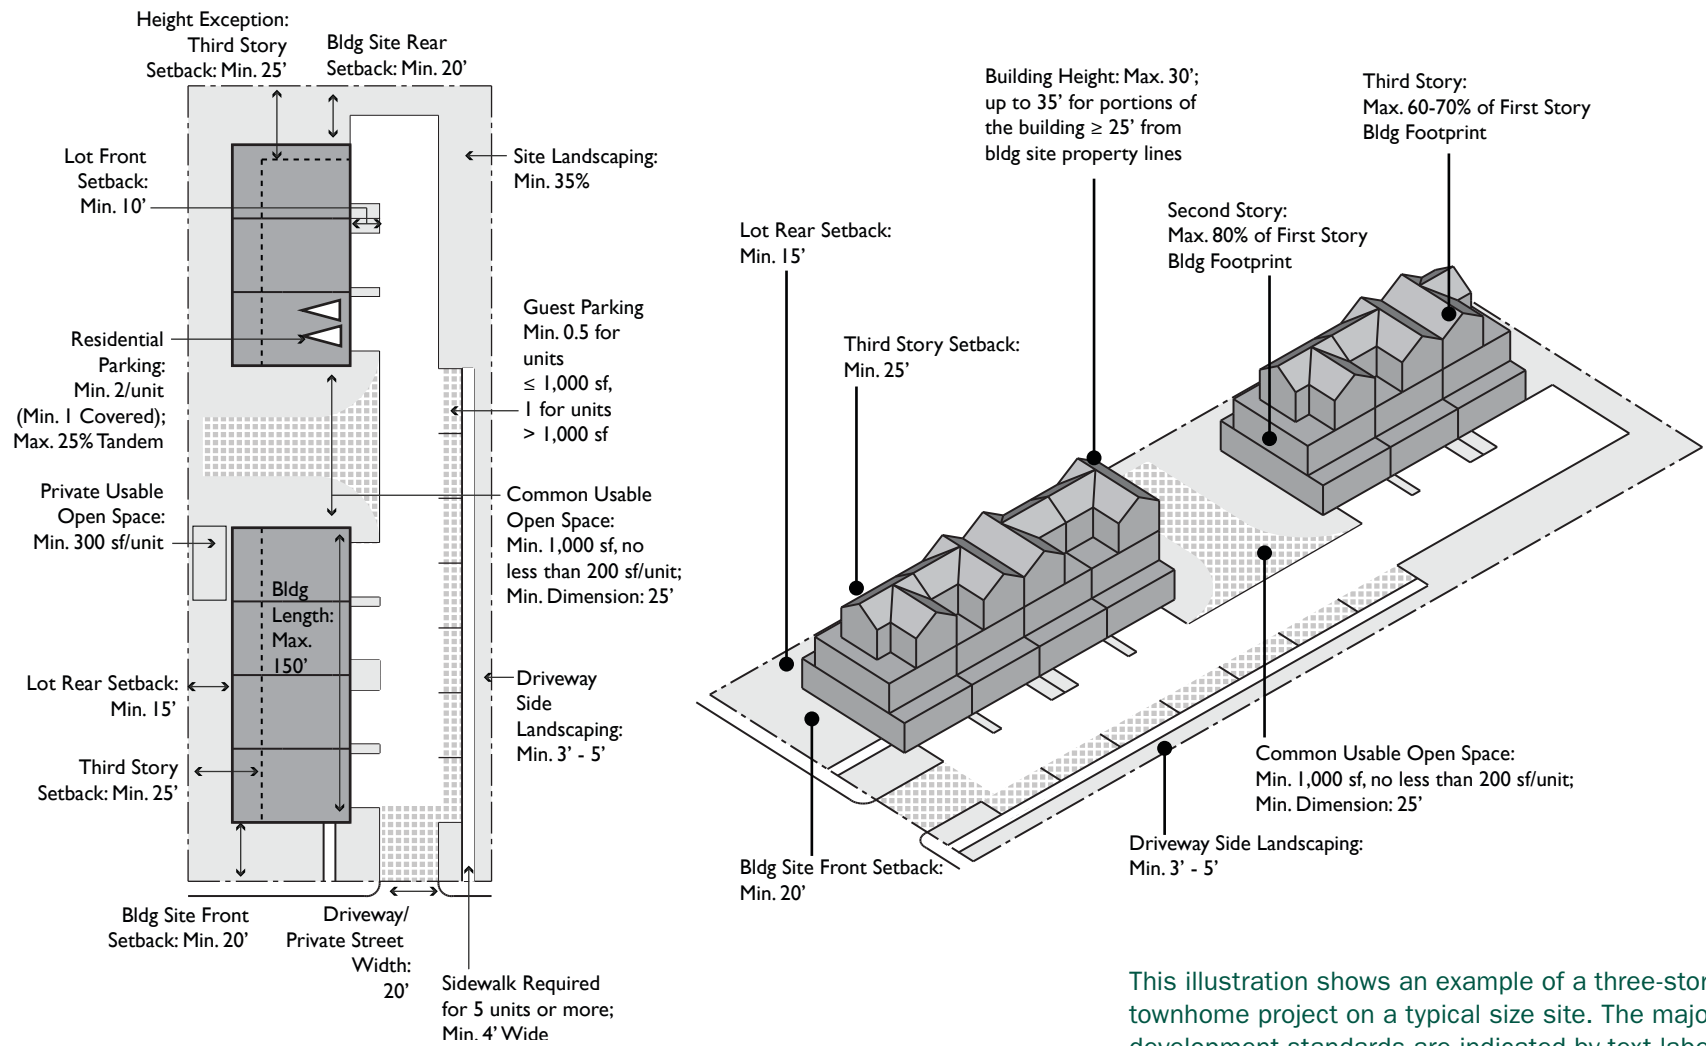 Height Exception:
Third Story
Setback: Min. 25’
Bldg Site Rear
Setback: Min. 20’
Lot Front
Setback:
Min. 10’
Site Landscaping:
Min. 35%
Residential
Parking:
Min. 2/unit
(Min. 1 Covered);
Max. 25% Tandem
Guest Parking
Min. 0.5 for
units
≤ 1,000 sf,
1 for units
> 1,000 sf
Private Usable
Open Space:
Min. 300 sf/unit
Common Usable
Open Space:
Min. 1,000 sf, no
less than 200 sf/unit;
Min. Dimension: 25’
Bldg
Length:
Max.
150’
Lot Rear Setback:
Min. 15’
Driveway
Side
Landscaping:
Min. 3’ - 5’
Third Story
Setback: Min. 25’
Bldg Site Front
Setback: Min. 20’
Driveway/
Private Street
Width:
20’
Sidewalk Required
for 5 units or more;
Min. 4’ Wide
Building Height: Max. 30’;
up to 35’ for portions of
the building ≥ 25’ from
bldg site property lines
Third Story:
Max. 60-70% of First Story
Bldg Footprint
Second Story:
Max. 80% of First Story
Bldg Footprint
Lot Rear Setback:
Min. 15’
Third Story Setback:
Min. 25’
Common Usable Open Space:
Min. 1,000 sf, no less than 200 sf/unit;
Min. Dimension: 25’
Driveway Side Landscaping:
Min. 3’ - 5’
Bldg Site Front Setback:
Min. 20’
This illustration shows an example of a three-stor
townhome project on a typical size site. The majo
development standards are indicated by text labe